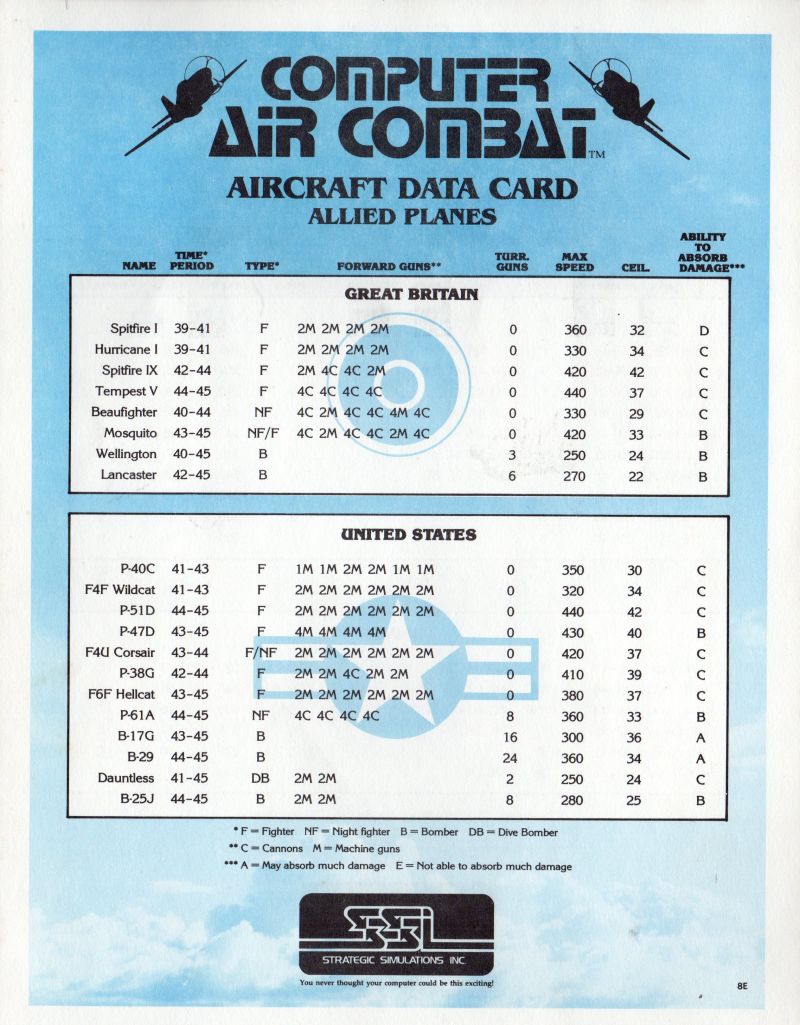 COMPUTER
AIR COMBAT™
AIRCRAFT DATA CARD
ALLIED PLANES
NAME TIME* PERIOD TYPE* FORWARD GUNS** TURR. GUNS MAX SPEED CEIL. ABILITY TO ABSORB DAMAGE***
GREAT BRITAIN
Spitfire I 39-41 F 2M 2M 2M 2M 0 360 32 D
Hurricane I 39-41 F 2M 2M 2M 2M 0 330 34 C
Spitfire IX 42-44 F 2M 4C 4C 2M 0 420 42 C
Tempest V 44-45 F 4C 4C 4C 4C 0 440 37 C
Beaufighter 40-44 NF 4C 2M 4C 4C 4M 4C 0 330 29 C
Mosquito 43-45 NF/F 4C 2M 4C 4C 2M 4C 0 420 33 B
Wellington 40-45 B 3 250 24 B
Lancaster 42-45 B 6 270 22 B
UNITED STATES
P-40C 41-43 F 1M 1M 2M 2M 1M 1M 0 350 30 C
F4F Wildcat 41-43 F 2M 2M 2M 2M 2M 2M 0 320 34 C
P-51D 44-45 F 2M 2M 2M 2M 2M 2M 0 440 42 C
P-47D 43-45 F 4M 4M 4M 4M 0 430 40 B
F4U Corsair 43-44 F/NF 2M 2M 2M 2M 2M 2M 0 420 37 C
P-38G 42-44 F 2M 2M 4C 2M 2M 0 410 39 C
F6F Hellcat 43-45 F 2M 2M 2M 2M 2M 2M 0 380 37 C
P-61A 44-45 NF 4C 4C 4C 4C 8 360 33 B
B-17G 43-45 B 16 300 36 A
B-29 44-45 B 24 360 34 A
Dauntless 41-45 DB 2M 2M 2 250 24 C
B-25J 44-45 B 2M 2M 8 280 25 B
* F = Fighter NF = Night fighter B = Bomber DB = Dive Bomber
** C = Cannons M = Machine guns
*** A = May absorb much damage E = Not able to absorb much damage
SSI
STRATEGIC SIMULATIONS INC.
You never thought your computer could be this exciting!
8E